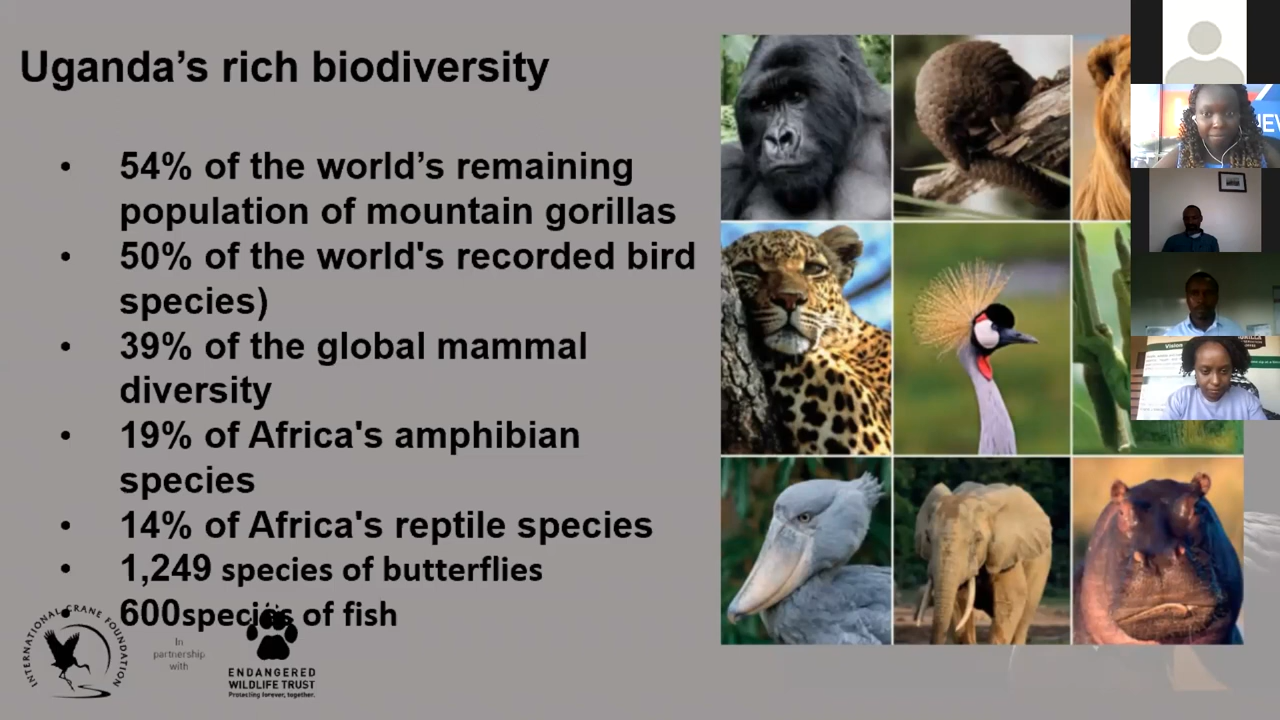 Uganda’s rich biodiversity
• 54% of the world’s remaining
population of mountain gorillas
• 50% of the world's recorded bird
species)
• 39% of the global mammal
diversity
• 19% of Africa's amphibian
species
• 14% of Africa's reptile species
• 1,249 species of butterflies
• 600species of fish
INTERNATIONAL CRANE FOUNDATION
In
partnership
with
ENDANGERED
WILDLIFE TRUST
Protecting forever, together.